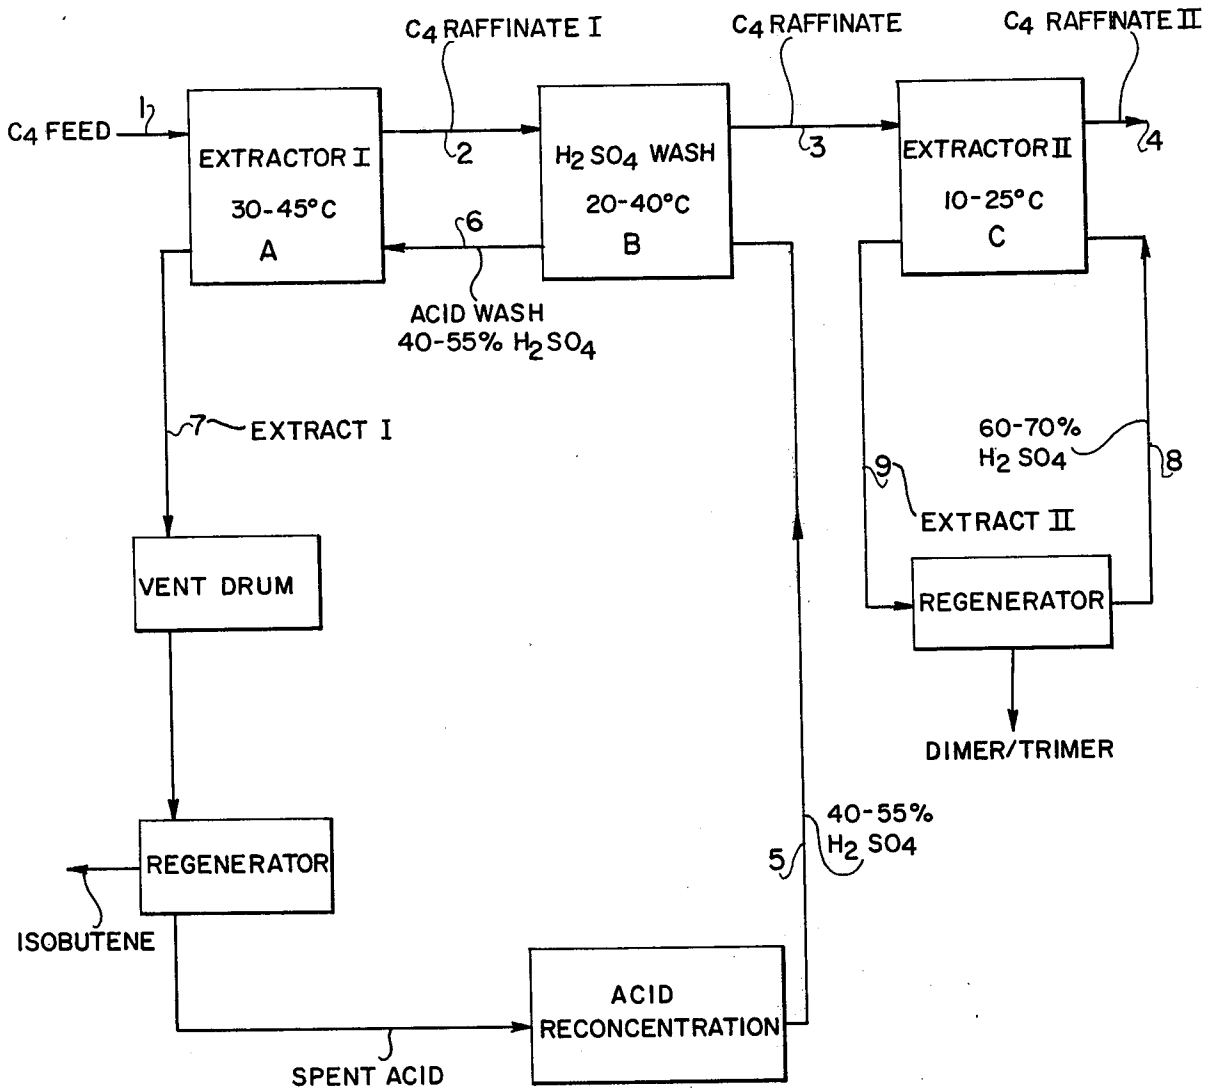 C4 RAFFINATE I
C4 RAFFINATE
C4 RAFFINATE II
C4 FEED
1
EXTRACTOR I
30-45°C
A
2
H2SO4 WASH
20-40°C
B
3
EXTRACTOR II
10-25°C
C
4
6
ACID WASH
40-55% H2SO4
7
EXTRACT I
60-70%
H2SO4
8
9
EXTRACT II
VENT DRUM
REGENERATOR
DIMER/TRIMER
40-55%
H2SO4
5
REGENERATOR
ISOBUTENE
ACID
RECONCENTRATION
SPENT ACID